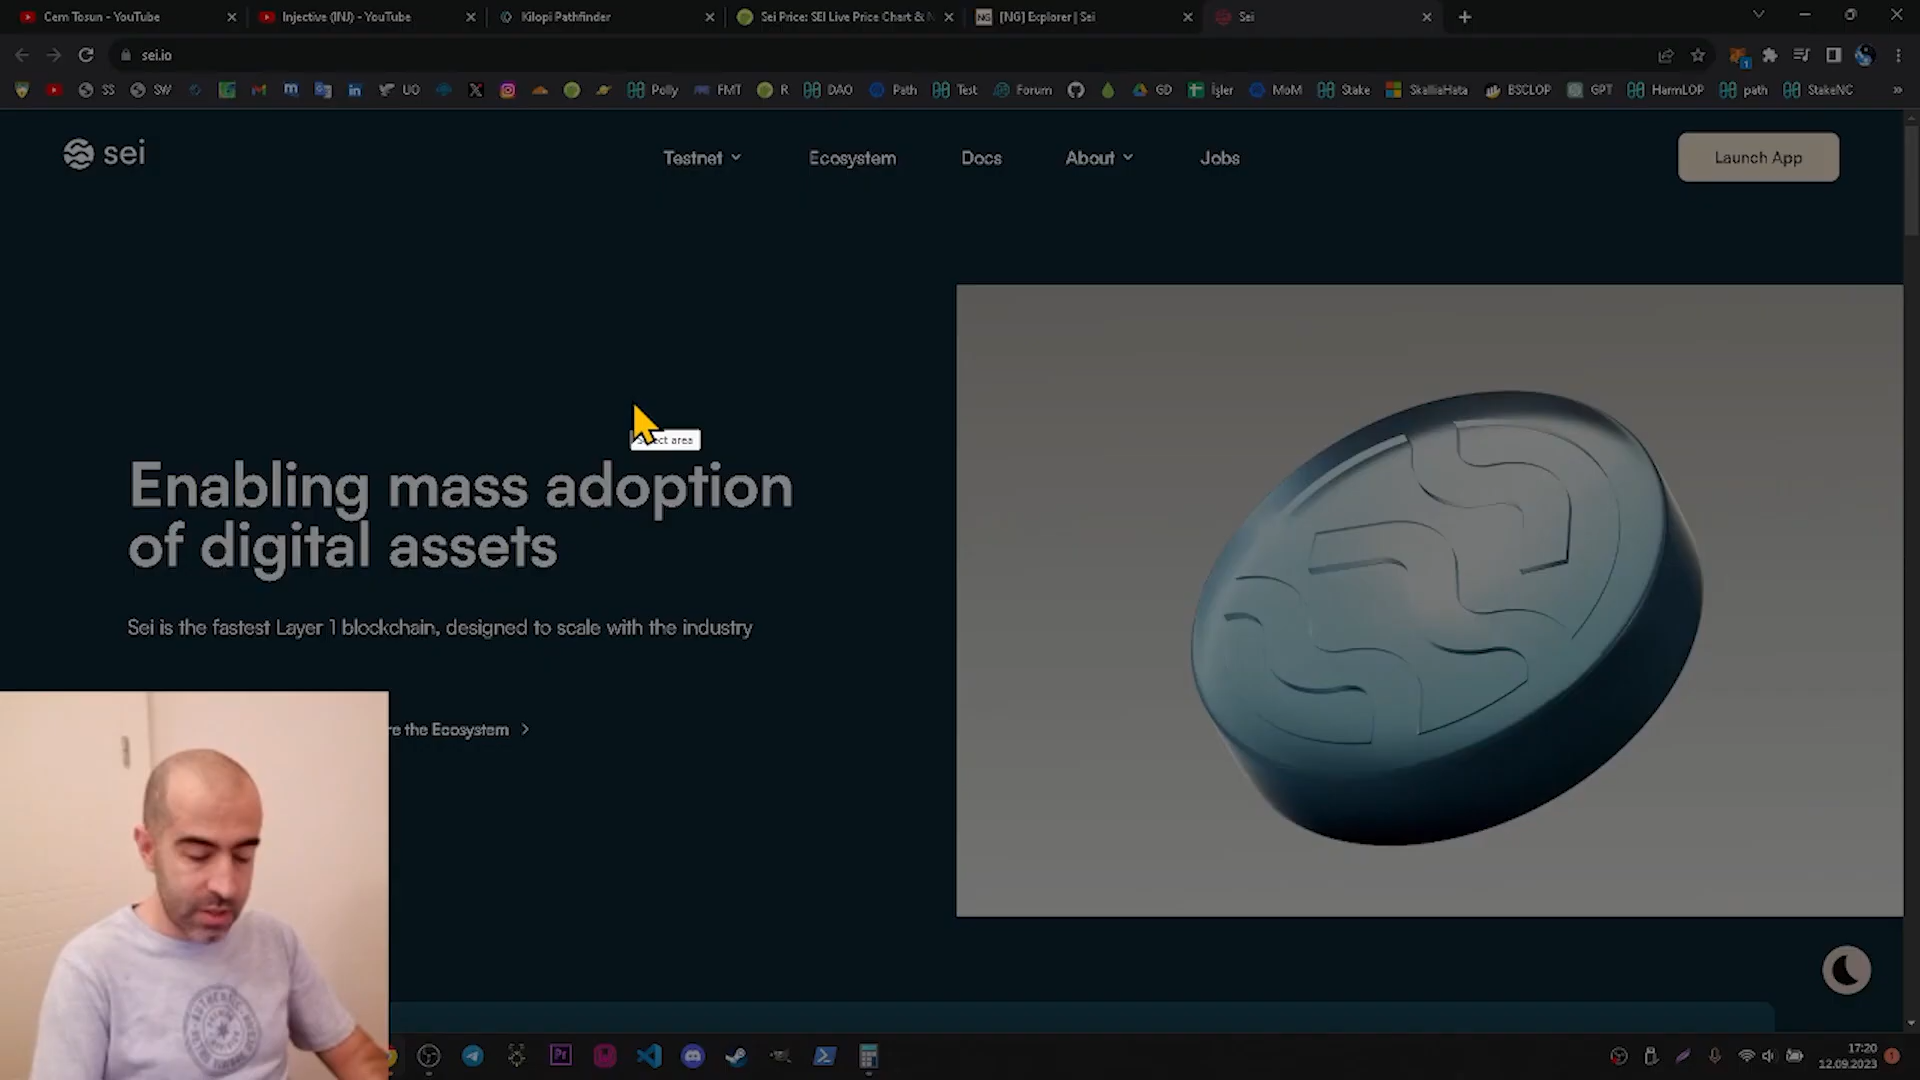 Cem Tosun - YouTube
Injective (INJ) - YouTube
Kilopi Pathfinder
Sei Price: SEI Live Price Chart & N
[NG] Explorer | Sei
Sei
sei.io
SS
SW
UO
Polly
FMT
R
DAO
Path
Test
Forum
GD
İşler
MoM
Stake
SkalliaHata
BSCLOP
GPT
HarmLOP
path
StakeNC
sei
Testnet
Ecosystem
Docs
About
Jobs
Launch App
area
Enabling mass adoption
of digital assets
Sei is the fastest Layer 1 blockchain, designed to scale with the industry
the Ecosystem
17:20
12.09.2023